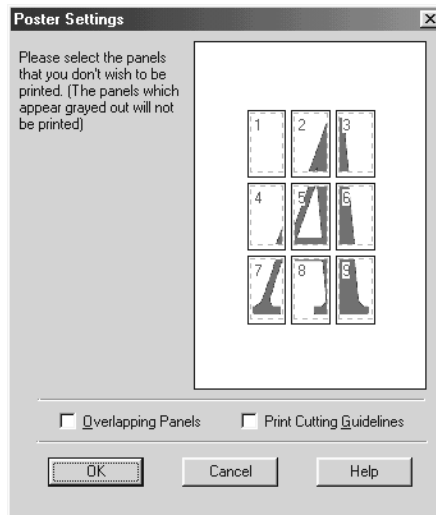 Poster Settings
Please select the panels
that you don't wish to be
printed. (The panels which
appear grayed out will not
be printed)
1 2 3
4 5 6
7 8 9
Overlapping Panels Print Cutting Guidelines
OK Cancel Help